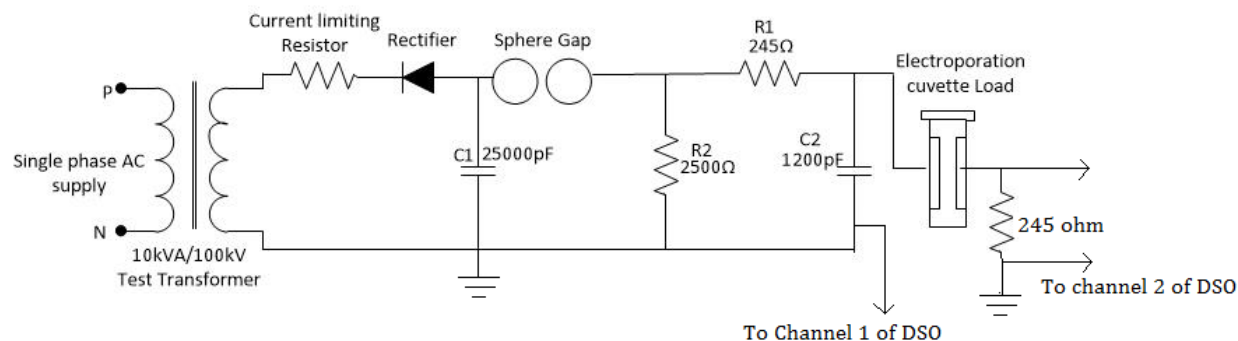 Current limiting
Resistor
Rectifier
Sphere Gap
R1
245Ω
Electroporation
cuvette Load
P
Single phase AC
supply
N
C1
25000pF
R2
2500Ω
C2
1200pF
245 ohm
10kVA/100kV
Test Transformer
To channel 2 of DSO
To Channel 1 of DSO